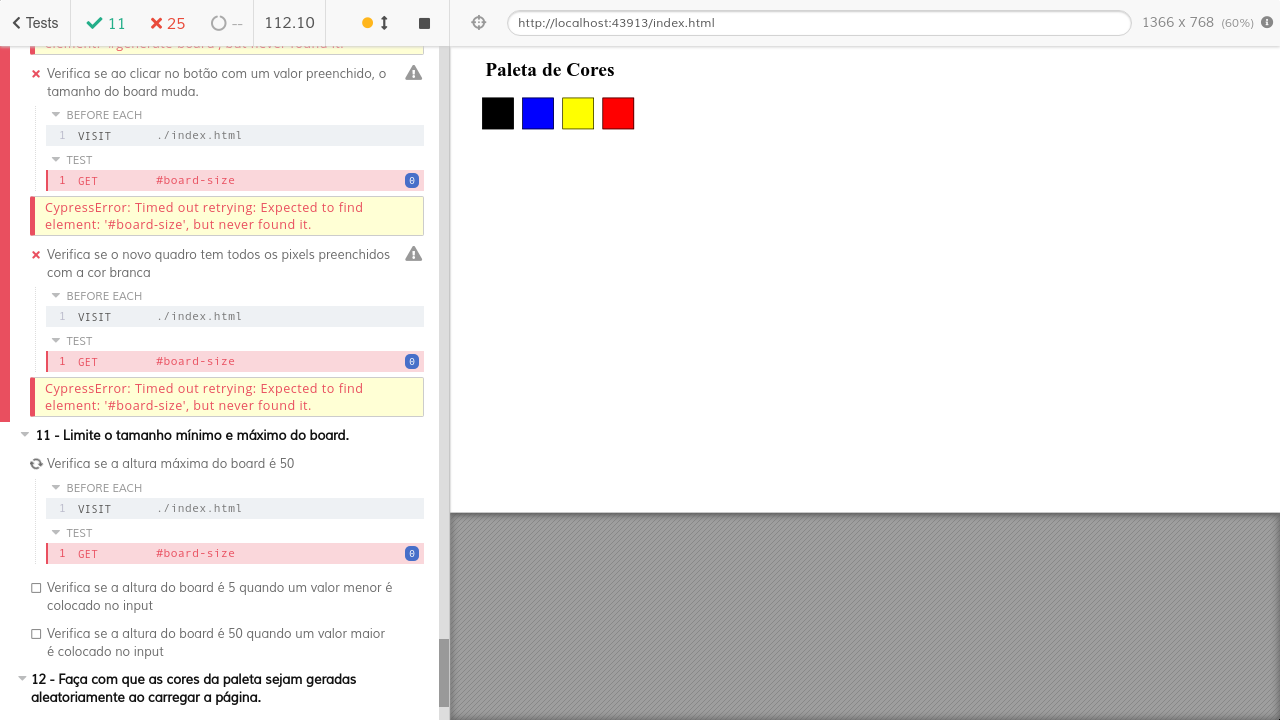 Tests 11 25 -- 112.10
http://localhost:43913/index.html 1366 x 768 (60%)
element: '#generate-board', but never found it.
Verifica se ao clicar no botão com um valor preenchido, o
tamanho do board muda.
BEFORE EACH
1 VISIT ./index.html
TEST
1 GET #board-size 0
CypressError: Timed out retrying: Expected to find
element: '#board-size', but never found it.
Verifica se o novo quadro tem todos os pixels preenchidos
com a cor branca
BEFORE EACH
1 VISIT ./index.html
TEST
1 GET #board-size 0
CypressError: Timed out retrying: Expected to find
element: '#board-size', but never found it.
11 - Limite o tamanho mínimo e máximo do board.
Verifica se a altura máxima do board é 50
BEFORE EACH
1 VISIT ./index.html
TEST
1 GET #board-size 0
Verifica se a altura do board é 5 quando um valor menor é
colocado no input
Verifica se a altura do board é 50 quando um valor maior
é colocado no input
12 - Faça com que as cores da paleta sejam geradas
aleatoriamente ao carregar a página.
Paleta de Cores